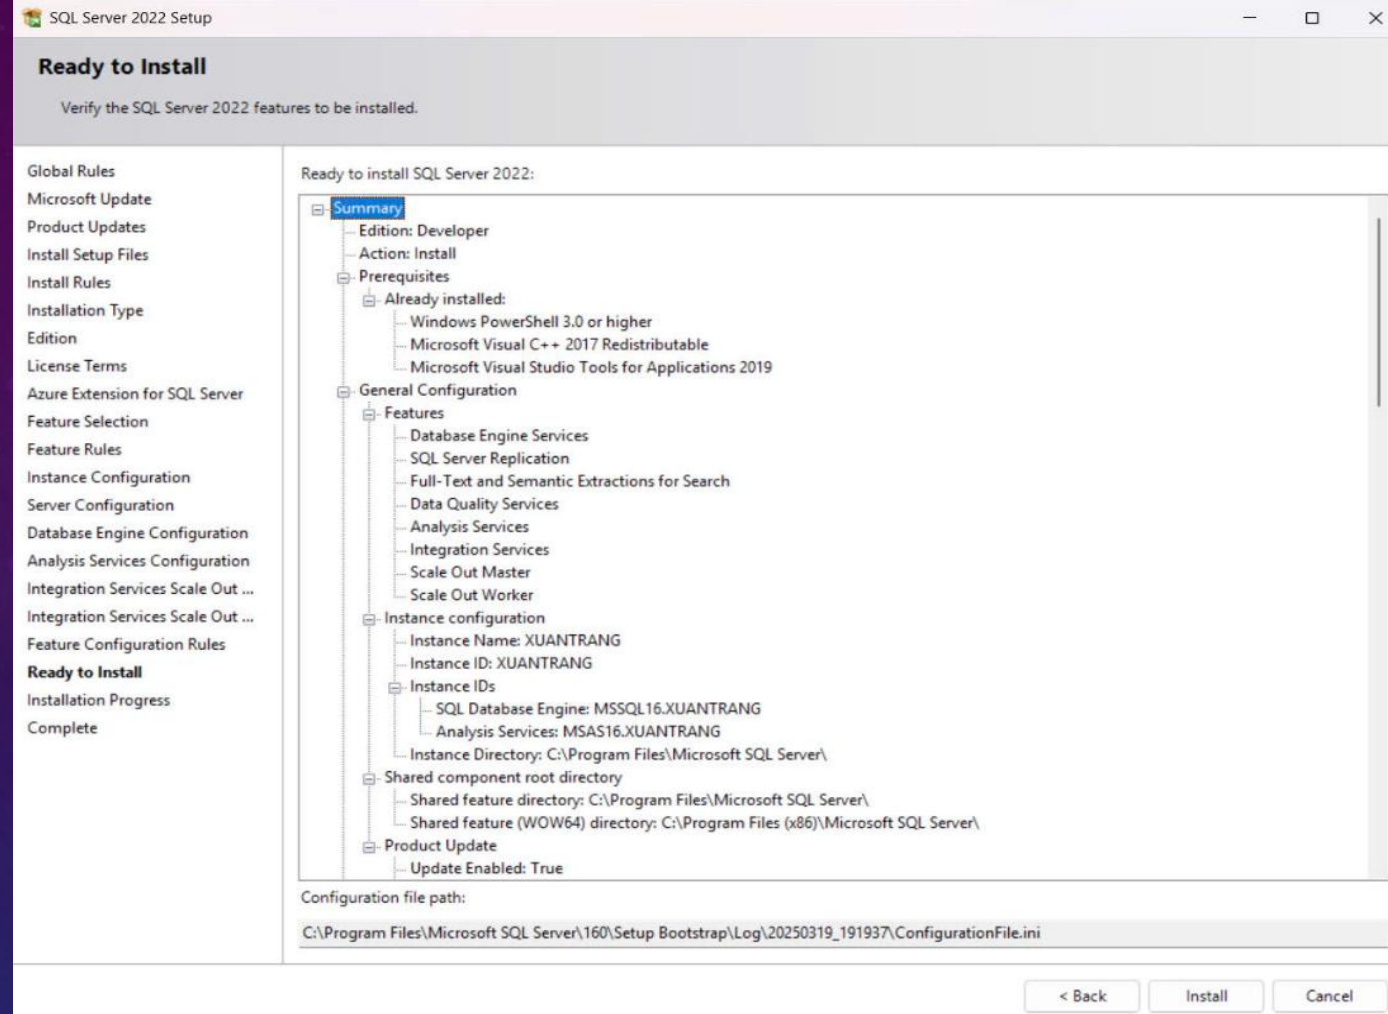 SQL Server 2022 Setup
Ready to Install
Verify the SQL Server 2022 features to be installed.
Global Rules
Microsoft Update
Product Updates
Install Setup Files
Install Rules
Installation Type
Edition
License Terms
Azure Extension for SQL Server
Feature Selection
Feature Rules
Instance Configuration
Server Configuration
Database Engine Configuration
Analysis Services Configuration
Integration Services Scale Out ...
Integration Services Scale Out ...
Feature Configuration Rules
Ready to Install
Installation Progress
Complete
Ready to install SQL Server 2022:
Summary
Edition: Developer
Action: Install
Prerequisites
Already installed:
Windows PowerShell 3.0 or higher
Microsoft Visual C++ 2017 Redistributable
Microsoft Visual Studio Tools for Applications 2019
General Configuration
Features
Database Engine Services
SQL Server Replication
Full-Text and Semantic Extractions for Search
Data Quality Services
Analysis Services
Integration Services
Scale Out Master
Scale Out Worker
Instance configuration
Instance Name: XUANTRANG
Instance ID: XUANTRANG
Instance IDs
SQL Database Engine: MSSQL16.XUANTRANG
Analysis Services: MSAS16.XUANTRANG
Instance Directory: C:\Program Files\Microsoft SQL Server\
Shared component root directory
Shared feature directory: C:\Program Files\Microsoft SQL Server\
Shared feature (WOW64) directory: C:\Program Files (x86)\Microsoft SQL Server\
Product Update
Update Enabled: True
Configuration file path:
C:\Program Files\Microsoft SQL Server\160\Setup Bootstrap\Log\20250319_191937\ConfigurationFile.ini
< Back
Install
Cancel